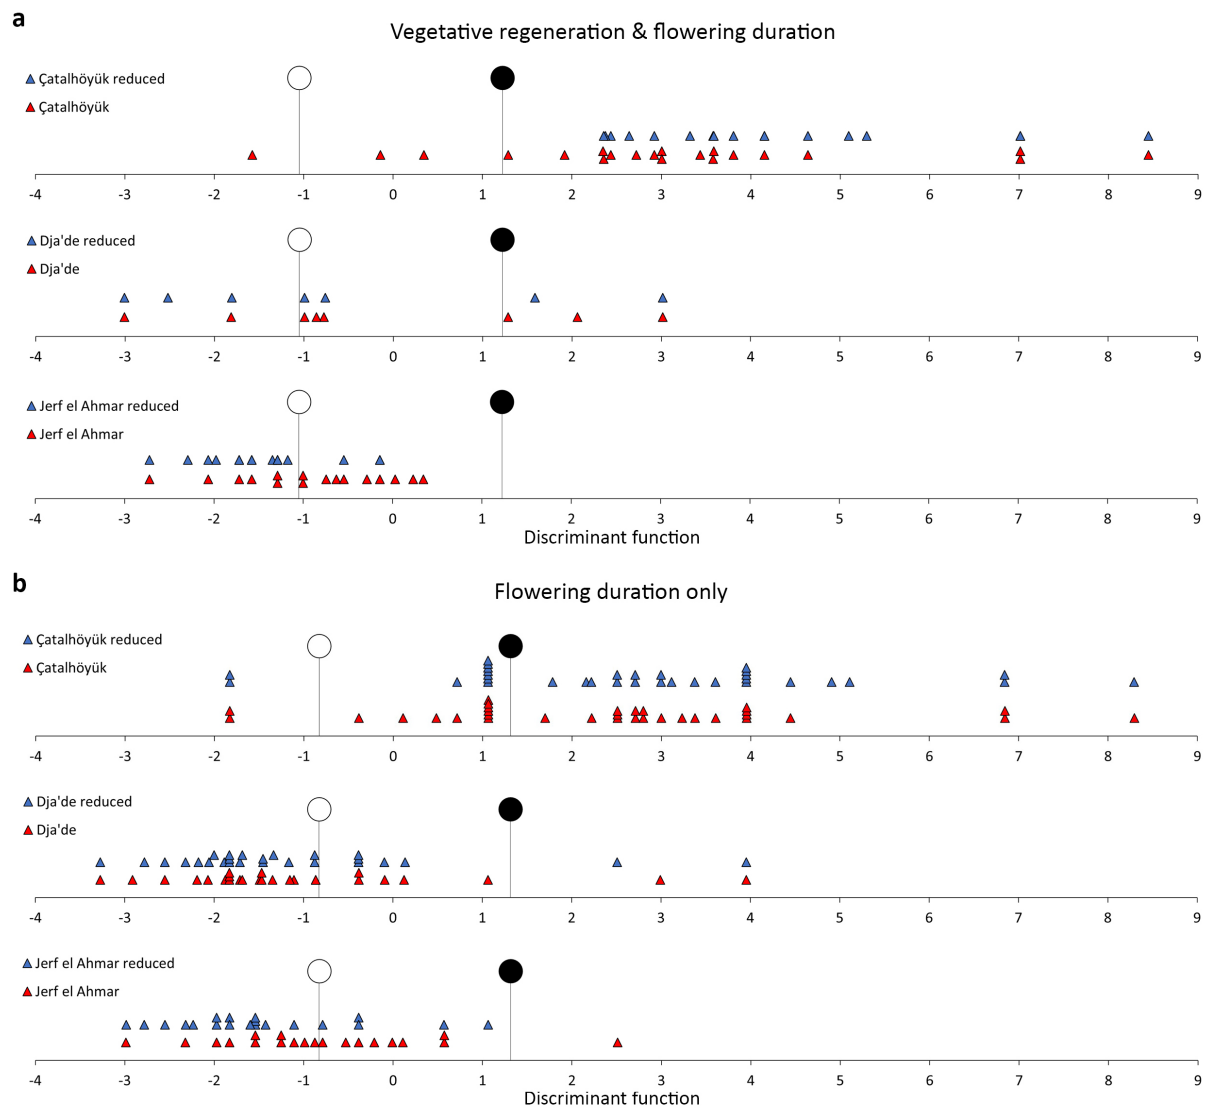 a
Vegetative regeneration & flowering duration
Çatalhöyük reduced
Çatalhöyük
-4 -3 -2 -1 0 1 2 3 4 5 6 7 8 9
Dja'de reduced
Dja'de
-4 -3 -2 -1 0 1 2 3 4 5 6 7 8 9
Jerf el Ahmar reduced
Jerf el Ahmar
-4 -3 -2 -1 0 1 2 3 4 5 6 7 8 9
Discriminant function
b
Flowering duration only
Çatalhöyük reduced
Çatalhöyük
-4 -3 -2 -1 0 1 2 3 4 5 6 7 8 9
Dja'de reduced
Dja'de
-4 -3 -2 -1 0 1 2 3 4 5 6 7 8 9
Jerf el Ahmar reduced
Jerf el Ahmar
-4 -3 -2 -1 0 1 2 3 4 5 6 7 8 9
Discriminant function